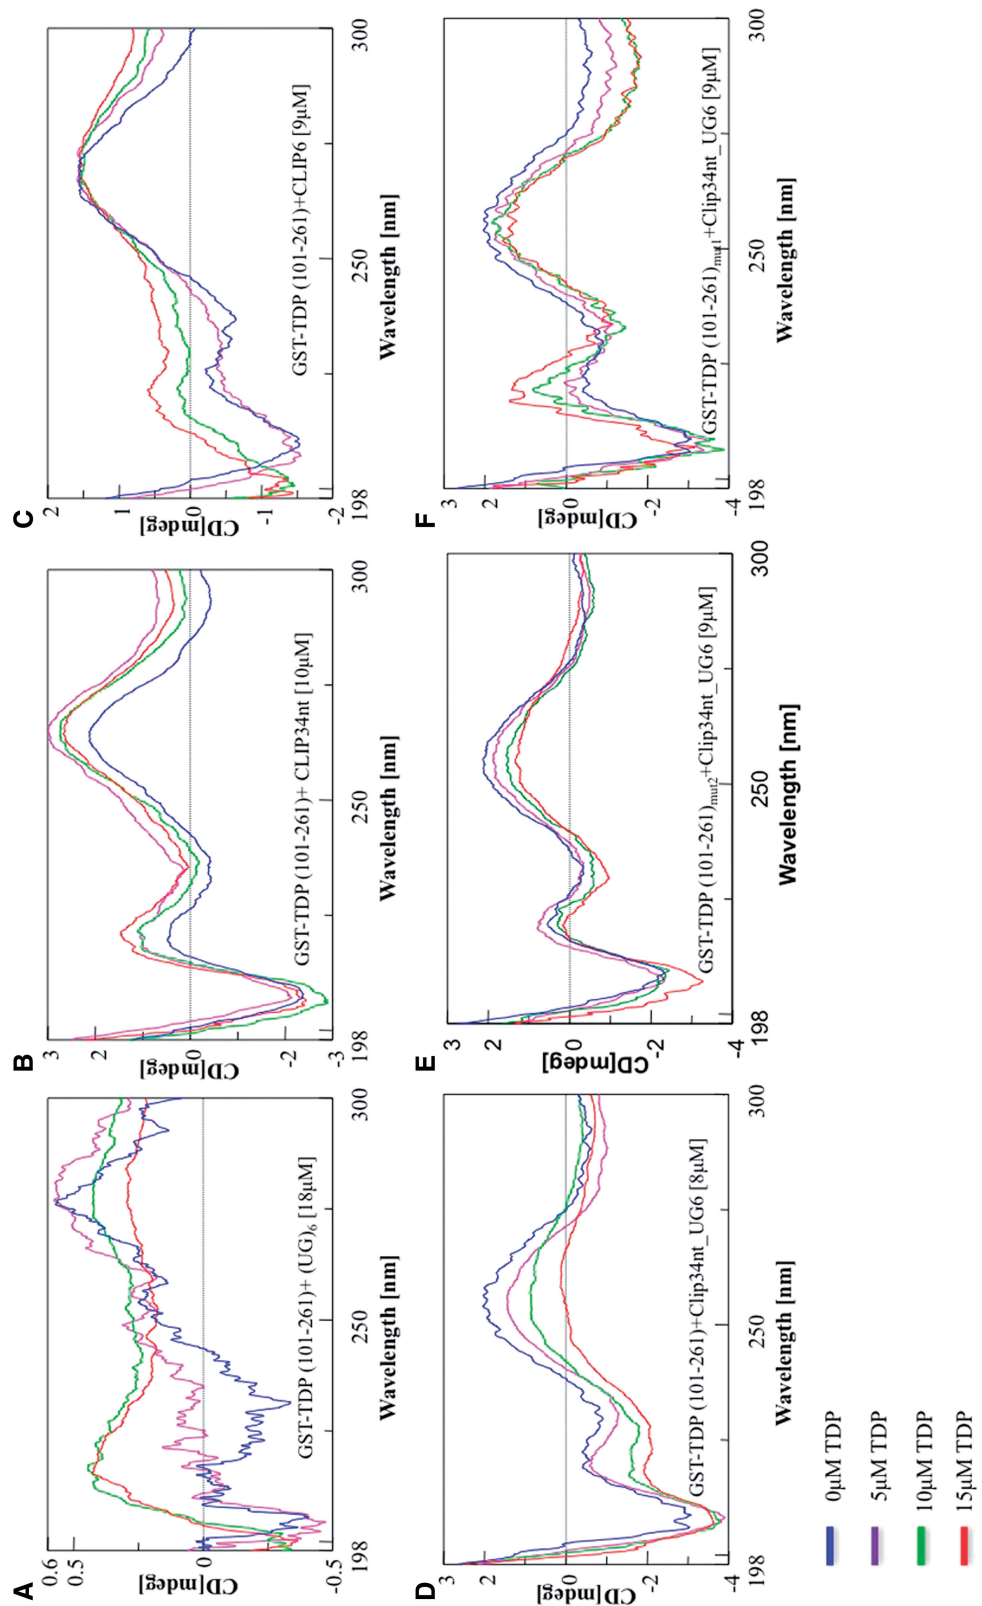 A
0.6
0.5
0
-0.5
CD[mdeg]
198
250
300
Wavelength [nm]
GST-TDP (101-261)+ (UG)6 [18µM]
B
3
2
0
-2
-3
CD[mdeg]
198
250
300
Wavelength [nm]
GST-TDP (101-261)+ CLIP34nt [10µM]
C
2
1
0
-1
-2
CD[mdeg]
198
250
300
Wavelength [nm]
GST-TDP (101-261)+CLIP6 [9µM]
D
3
2
0
-2
-4
CD[mdeg]
198
250
300
Wavelength [nm]
GST-TDP (101-261)+Clip34nt_UG6 [8µM]
E
3
2
0
-2
-4
CD[mdeg]
198
250
300
Wavelength [nm]
GST-TDP (101-261)mut2+Clip34nt_UG6 [9µM]
F
3
2
0
-2
-4
CD[mdeg]
198
250
300
Wavelength [nm]
GST-TDP (101-261)mut1+Clip34nt_UG6 [9µM]
0µM TDP
5µM TDP
10µM TDP
15µM TDP